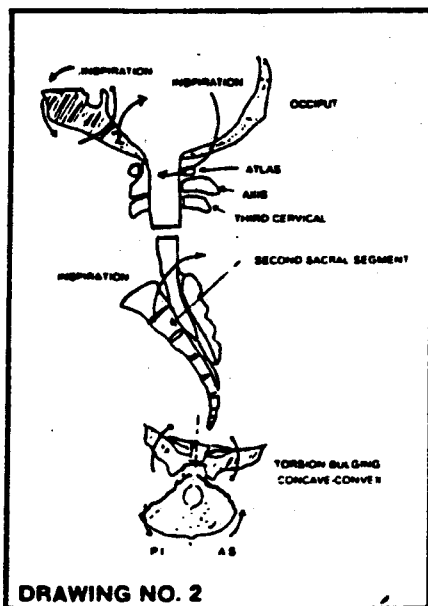 INSPIRATION
INSPIRATION
OCCIPUT
ATLAS
AXIS
THIRD CERVICAL
SECOND SACRAL SEGMENT
INSPIRATION
TORSION BULGING
CONCAVE-CONVEX
PI AS
DRAWING NO. 2